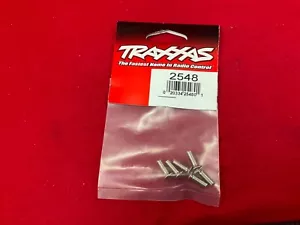 TRAXXAS
The Fastest Name in Radio Control
2548